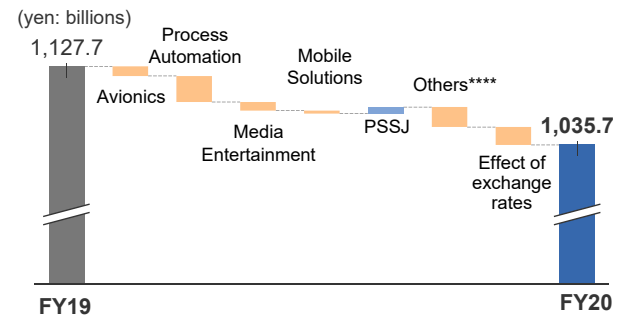 (yen: billions)
1,127.7
Process
Automation
Mobile
Solutions
Avionics
Others****
Media
Entertainment
PSSJ
1,035.7
Effect of
exchange
rates
FY19
FY20